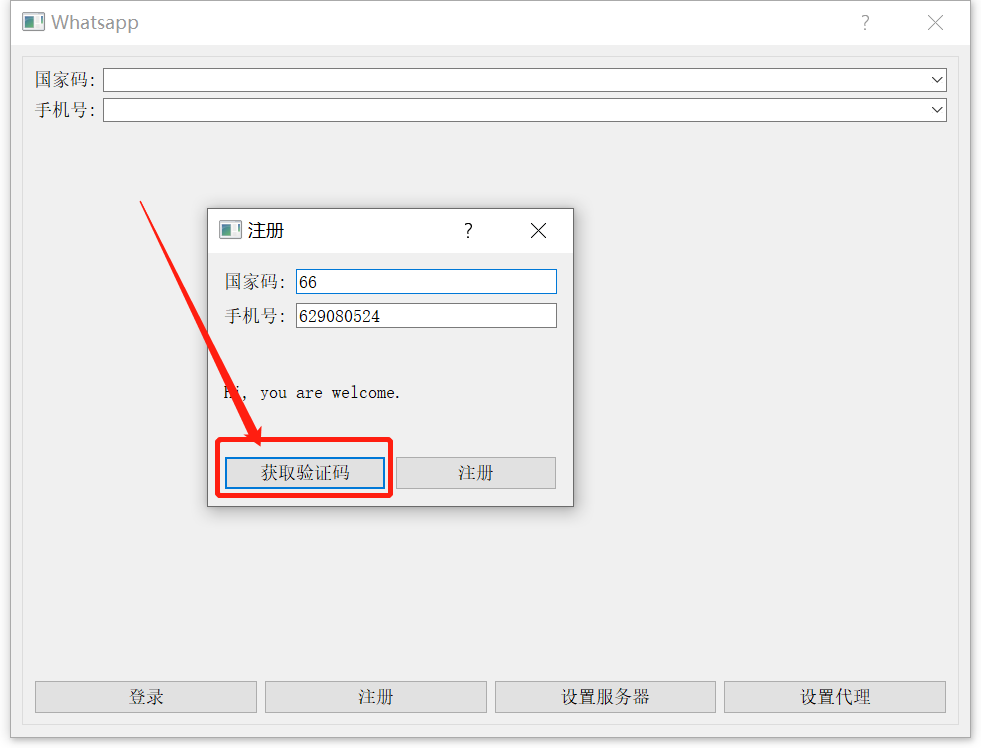 Whatsapp
国家码:
手机号:
注册
国家码: 66
手机号: 629080524
Hi, you are welcome.
获取验证码 注册
登录 注册 设置服务器 设置代理